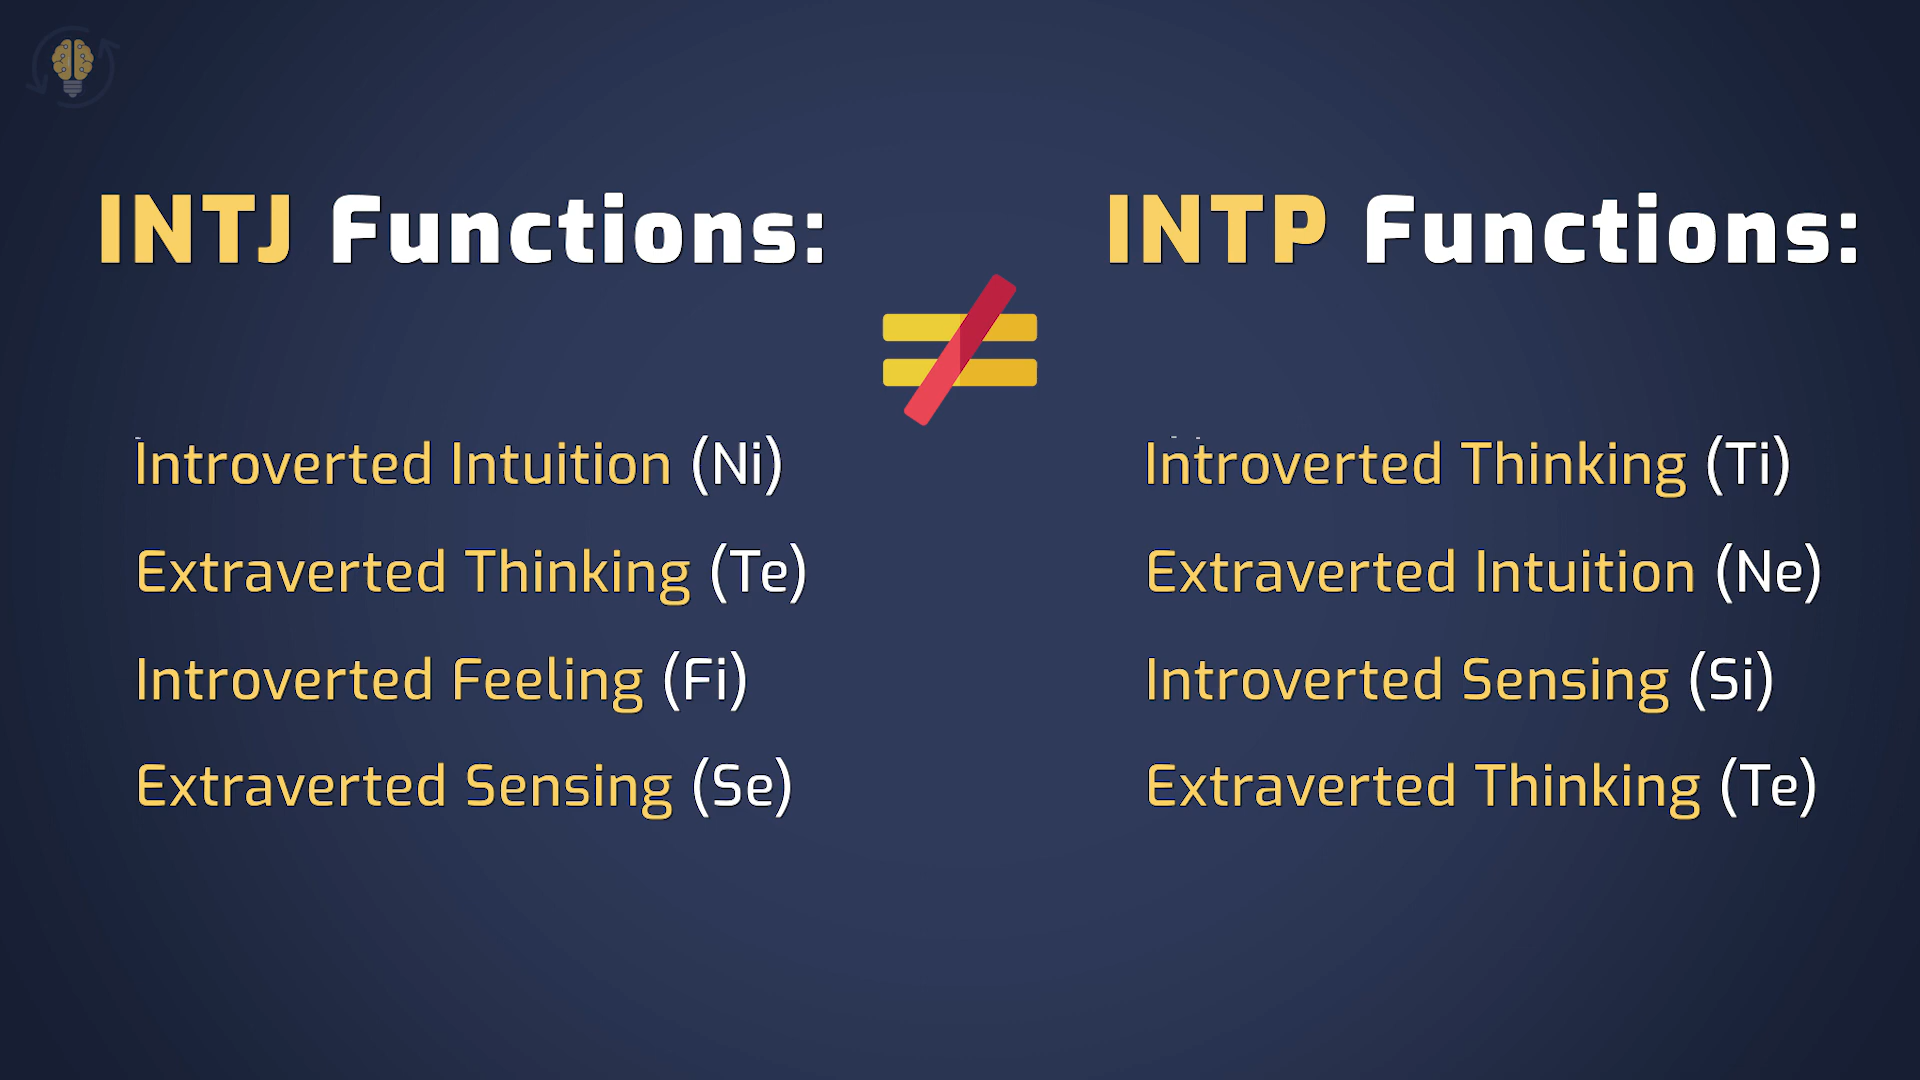 INTJ Functions:
Introverted Intuition (Ni)
Extraverted Thinking (Te)
Introverted Feeling (Fi)
Extraverted Sensing (Se)
INTP Functions:
Introverted Thinking (Ti)
Extraverted Intuition (Ne)
Introverted Sensing (Si)
Extraverted Thinking (Te)